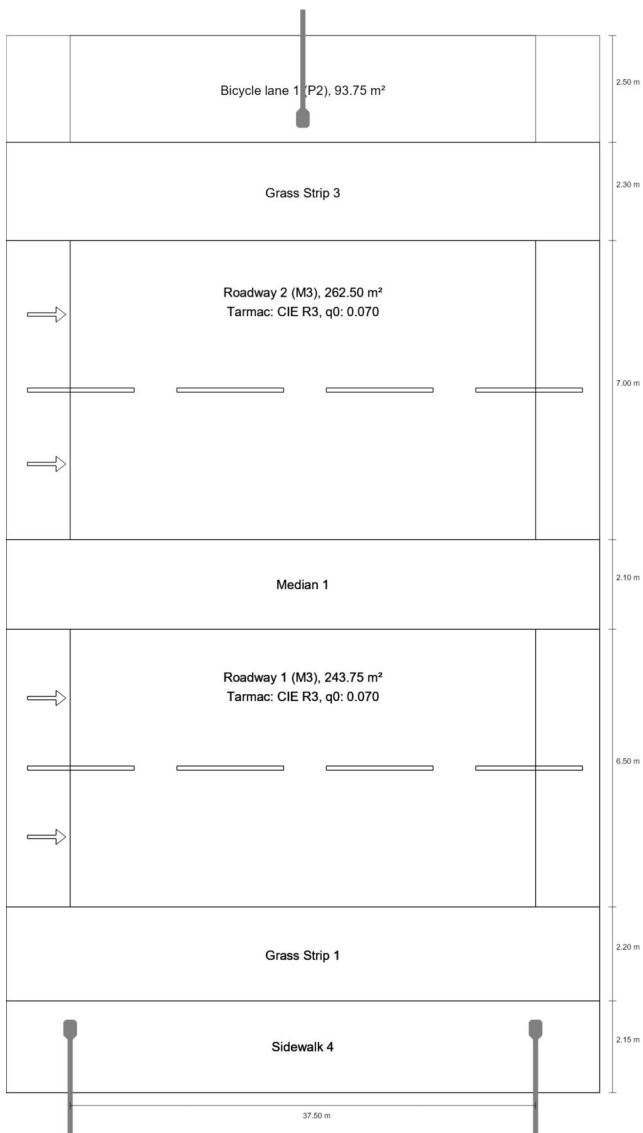 2.50 m
Bicycle lane 1 (P2), 93.75 m²
2.30 m
Grass Strip 3
Roadway 2 (M3), 262.50 m²
Tarmac: CIE R3, q0: 0.070
7.00 m
2.10 m
Median 1
Roadway 1 (M3), 243.75 m²
Tarmac: CIE R3, q0: 0.070
6.50 m
2.20 m
Grass Strip 1
2.15 m
Sidewalk 4
37.50 m